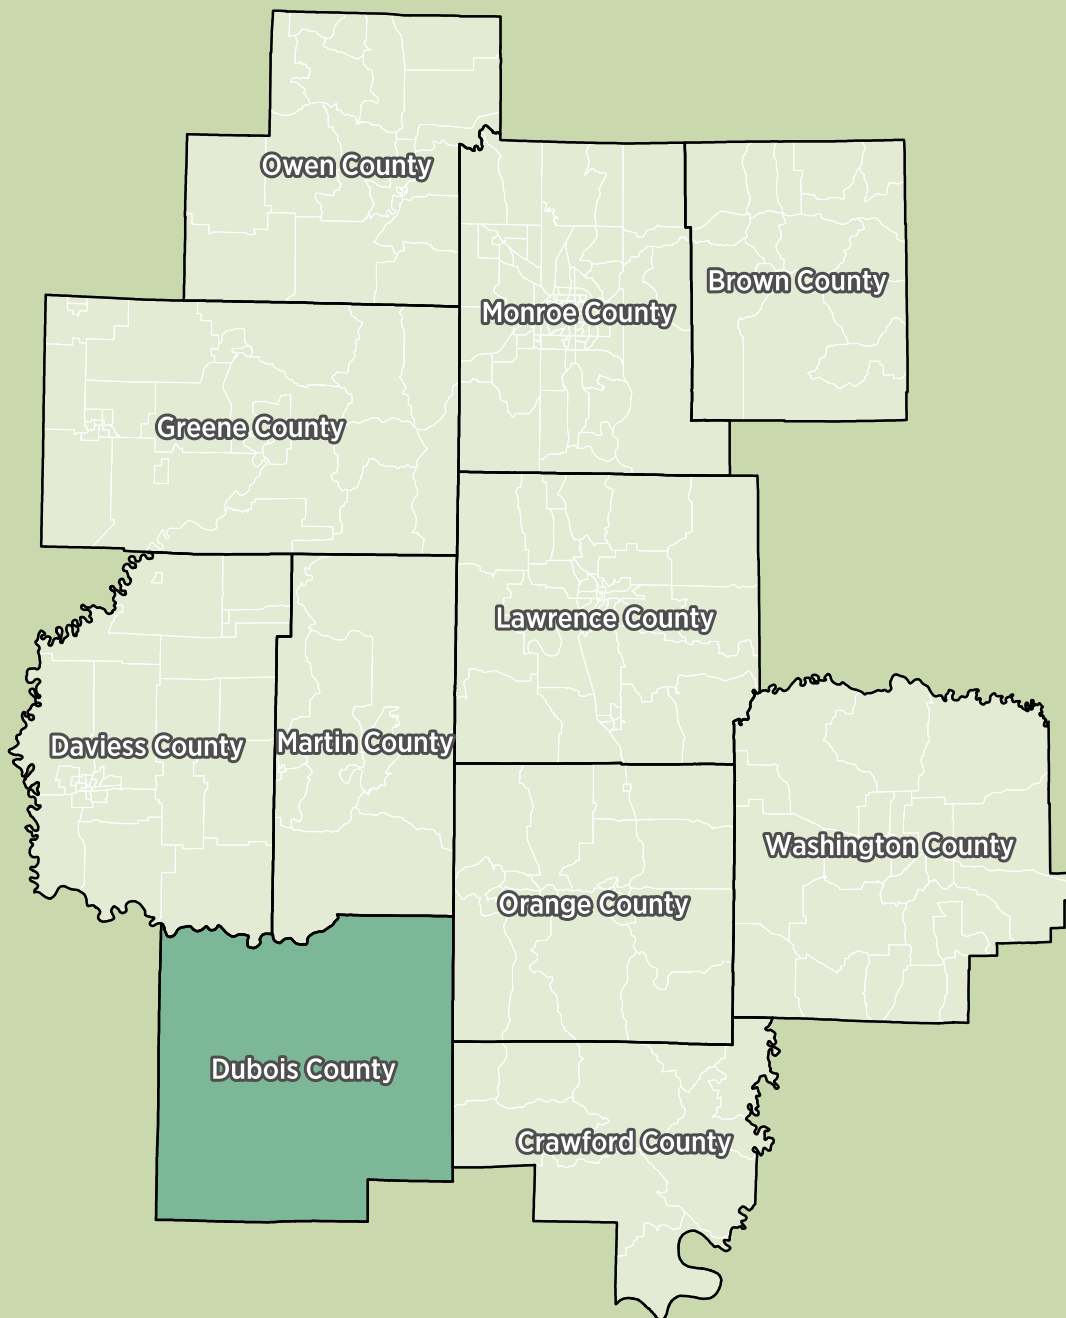 Owen County
Brown County
Monroe County
Greene County
Lawrence County
Daviess County
Martin County
Washington County
Orange County
Dubois County
Crawford County